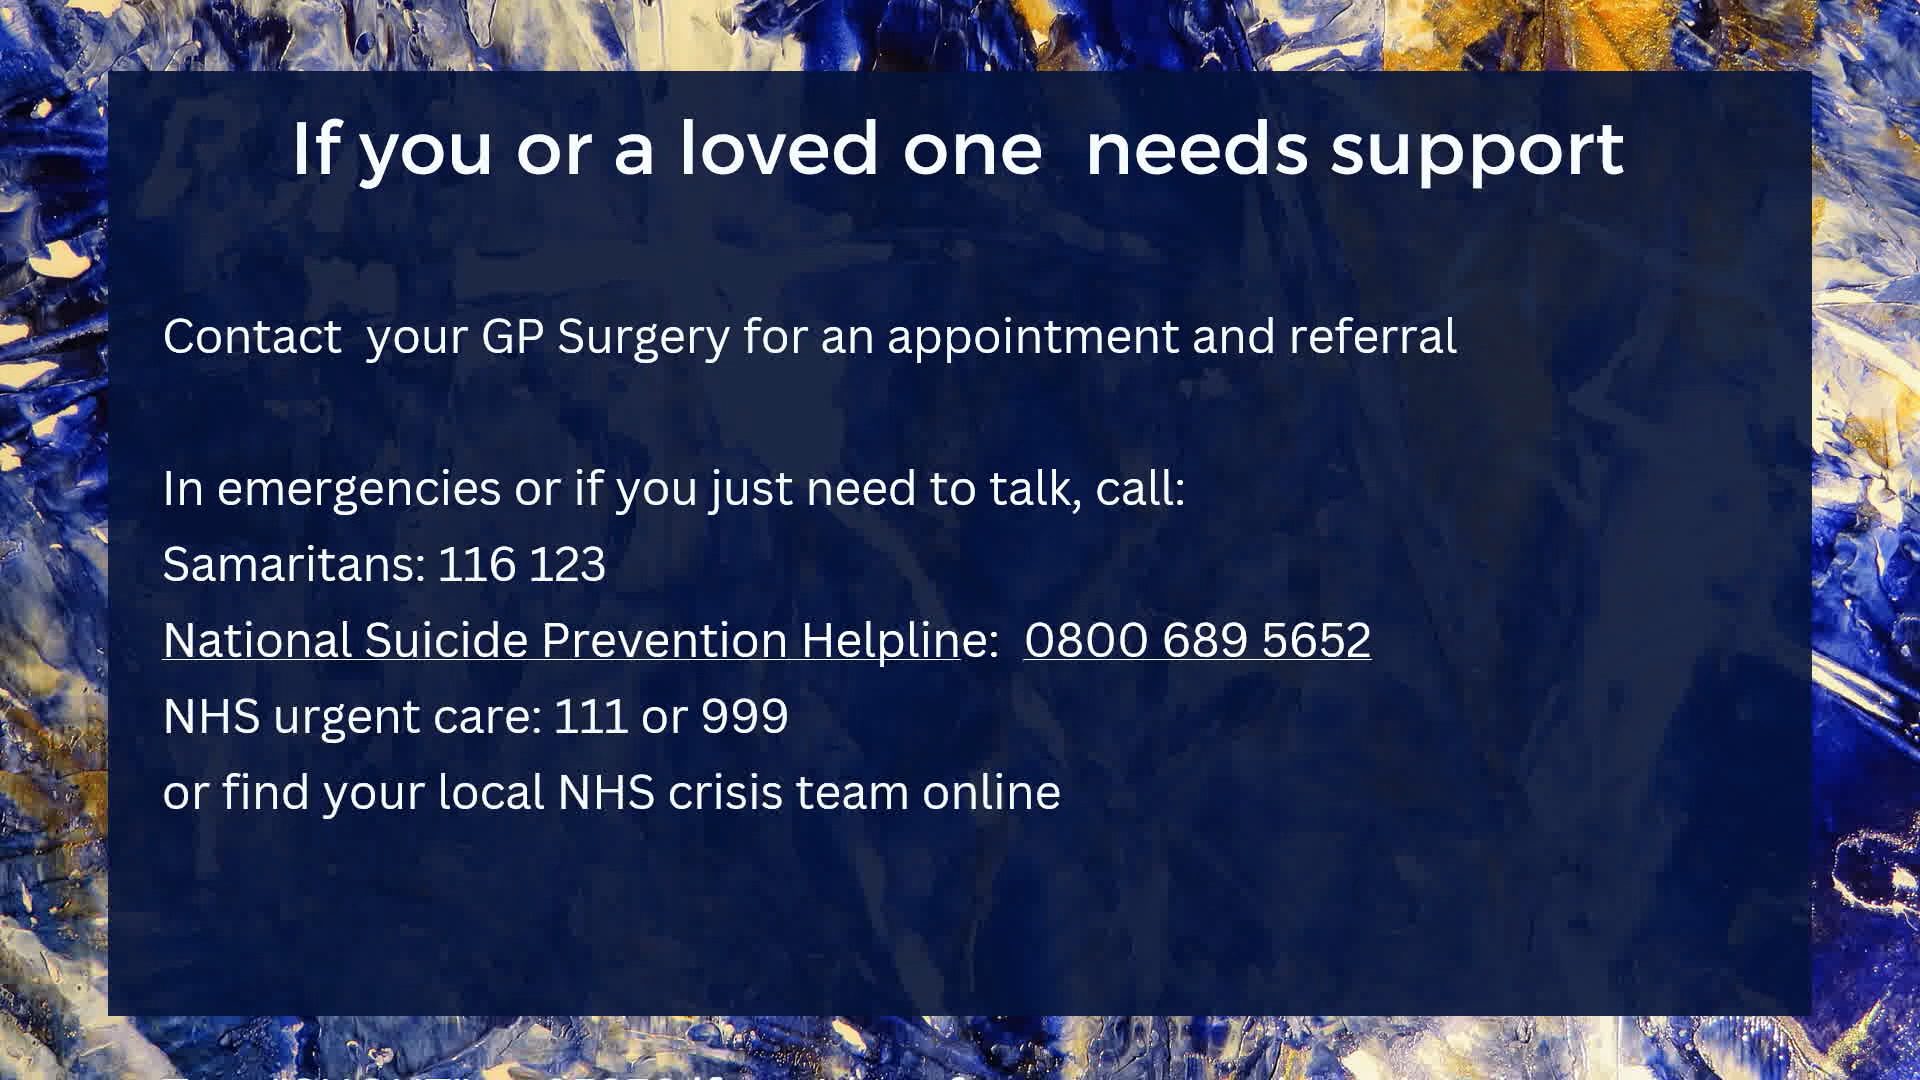 If you or a loved one  needs support
Contact  your GP Surgery for an appointment and referral
In emergencies or if you just need to talk, call:
Samaritans: 116 123
National Suicide Prevention Helpline:  0800 689 5652
NHS urgent care: 111 or 999
or find your local NHS crisis team online